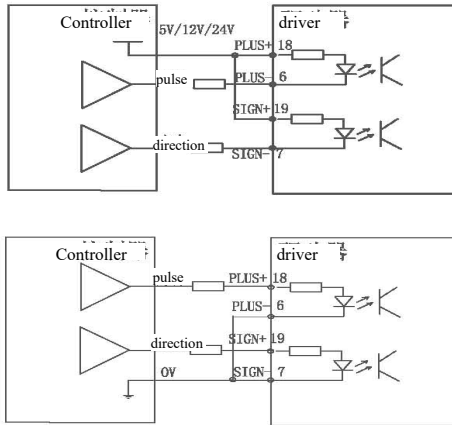 Controller
driver
5V/12V/24V
PLUS+ 18
pulse
PLUS- 6
SIGN+ 19
direction
SIGN- 7
Controller
driver
pulse
PLUS+ 18
PLUS- 6
direction
SIGN+ 19
0V
SIGN- 7